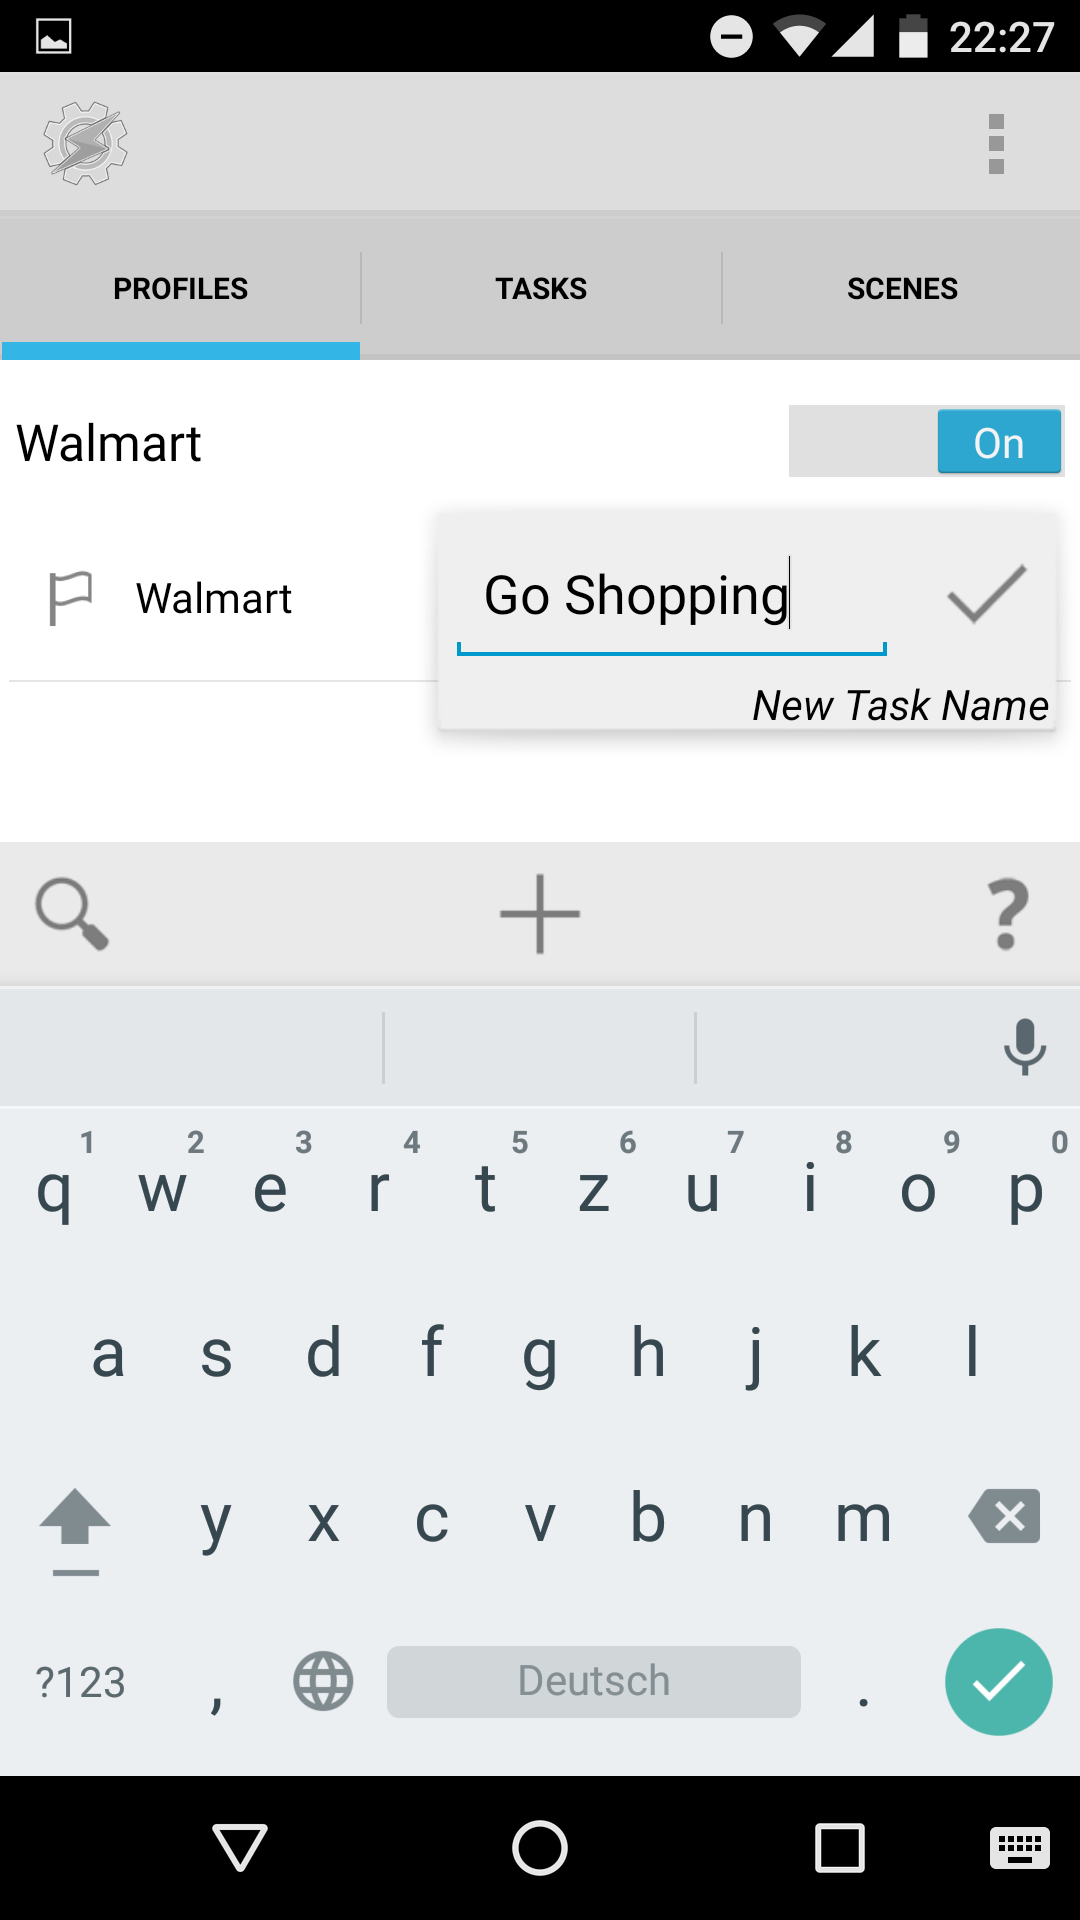 22:27
PROFILES TASKS SCENES
Walmart On
Walmart Go Shopping
New Task Name
?
1 2 3 4 5 6 7 8 9 0
q w e r t z u i o p
a s d f g h j k l
y x c v b n m
?123 , Deutsch .